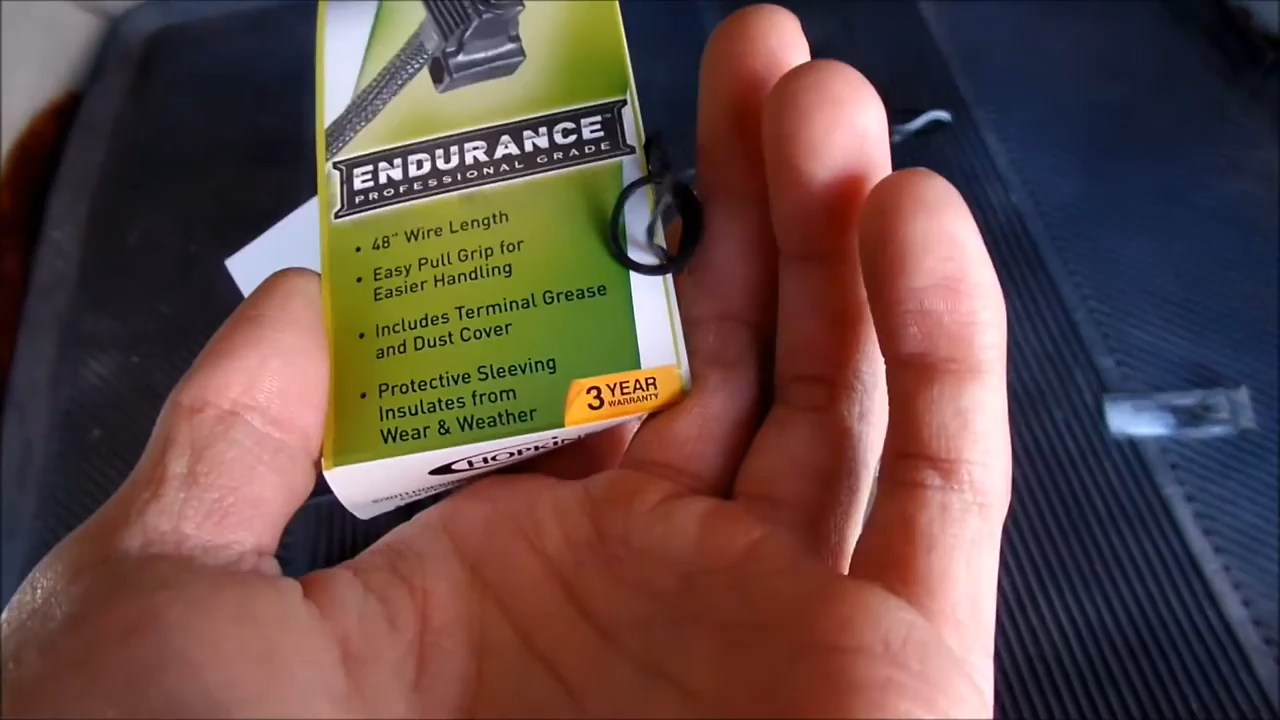 ENDURANCE™
PROFESSIONAL GRADE
• 48" Wire Length
• Easy Pull Grip for
Easier Handling
• Includes Terminal Grease
and Dust Cover
• Protective Sleeving
Insulates from
Wear & Weather
3 YEAR
WARRANTY